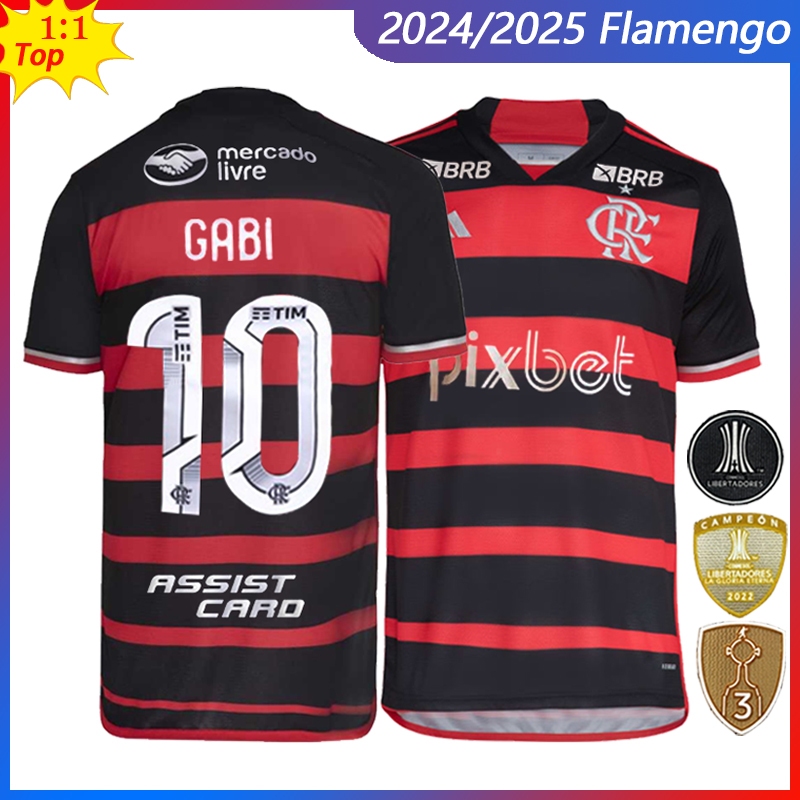 1:1
Top
2024/2025 Flamengo
mercado
livre
GABI
10
TIM
TIM
ASSIST
CARD
BRB
BRB
CRF
pixbet
LIBERTADORES
CAMPEÓN
CONMEBOL
LIBERTADORES
LA GLORIA ETERNA
2022
3